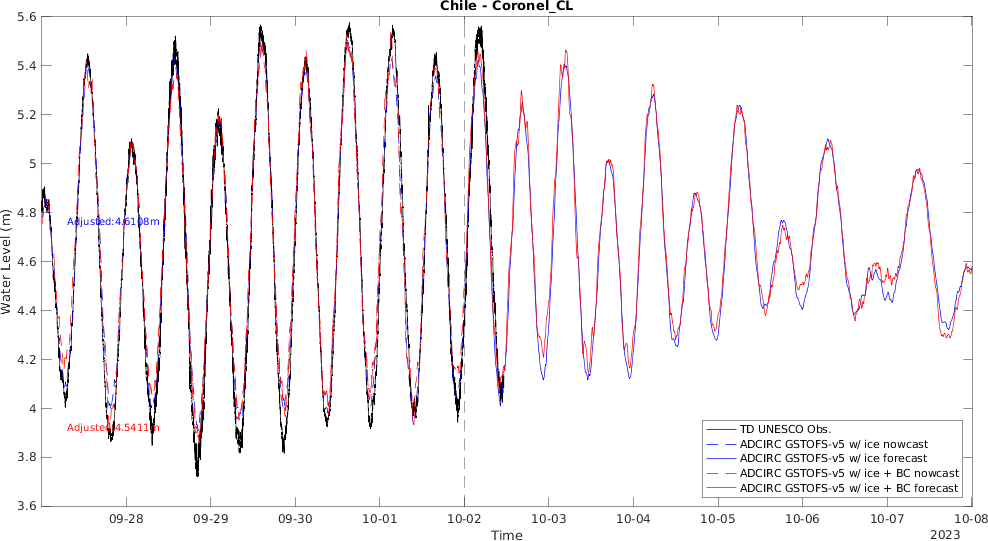 Chile - Coronel_CL
5.6
5.4
5.2
5
4.8
4.6
4.4
4.2
4
3.8
3.6
Water Level (m)
Adjusted:4.6108m
Adjusted:4.5411m
TD UNESCO Obs.
ADCIRC GSTOFS-v5 w/ ice nowcast
ADCIRC GSTOFS-v5 w/ ice forecast
ADCIRC GSTOFS-v5 w/ ice + BC nowcast
ADCIRC GSTOFS-v5 w/ ice + BC forecast
09-28 09-29 09-30 10-01 10-02 10-03 10-04 10-05 10-06 10-07 10-08
Time
2023